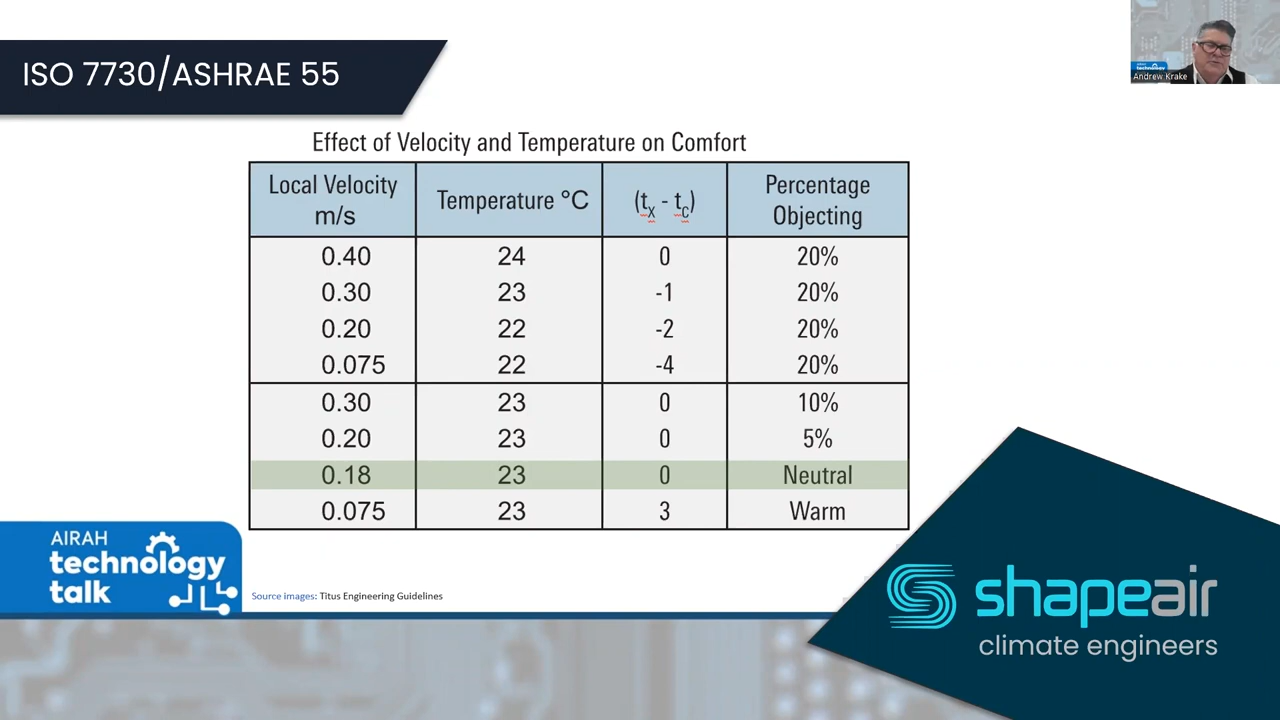 ISO 7730/ASHRAE 55
AIRAH technology
Andrew Krake
Effect of Velocity and Temperature on Comfort
Local Velocity m/s Temperature °C (tx - tc) Percentage Objecting
0.40 24 0 20%
0.30 23 -1 20%
0.20 22 -2 20%
0.075 22 -4 20%
0.30 23 0 10%
0.20 23 0 5%
0.18 23 0 Neutral
0.075 23 3 Warm
AIRAH
technology
talk
Source images: Titus Engineering Guidelines
shapeair
climate engineers